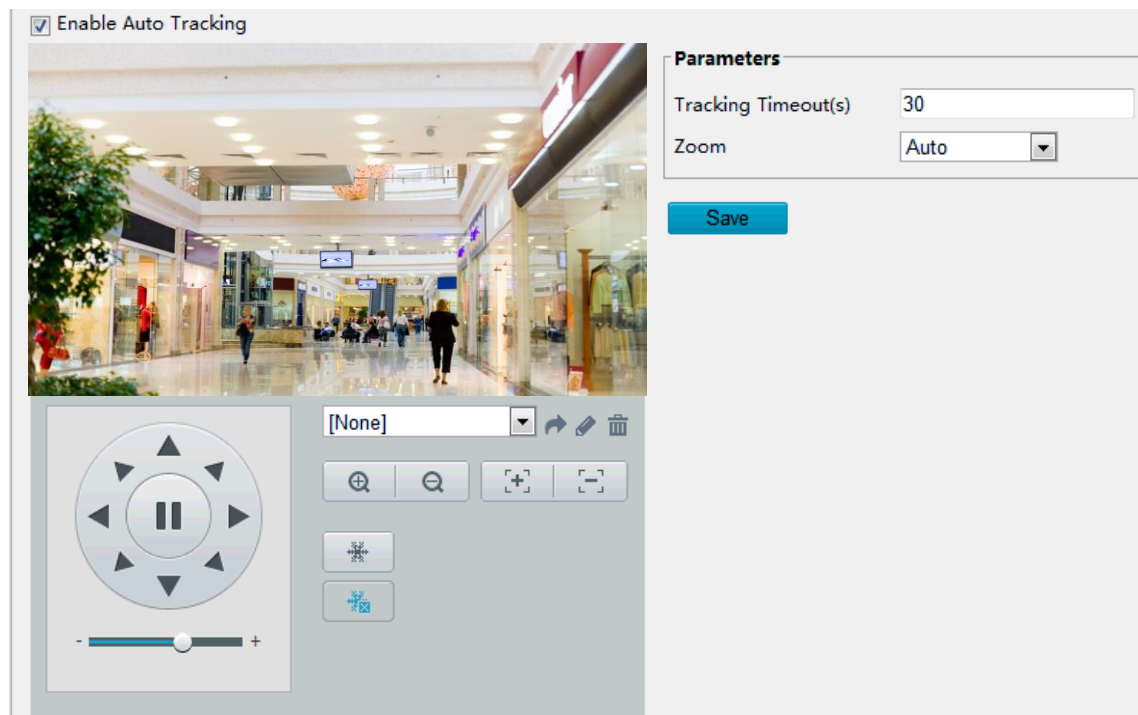 Enable Auto Tracking
Parameters
Tracking Timeout(s) 30
Zoom Auto
Save
[None]
- +